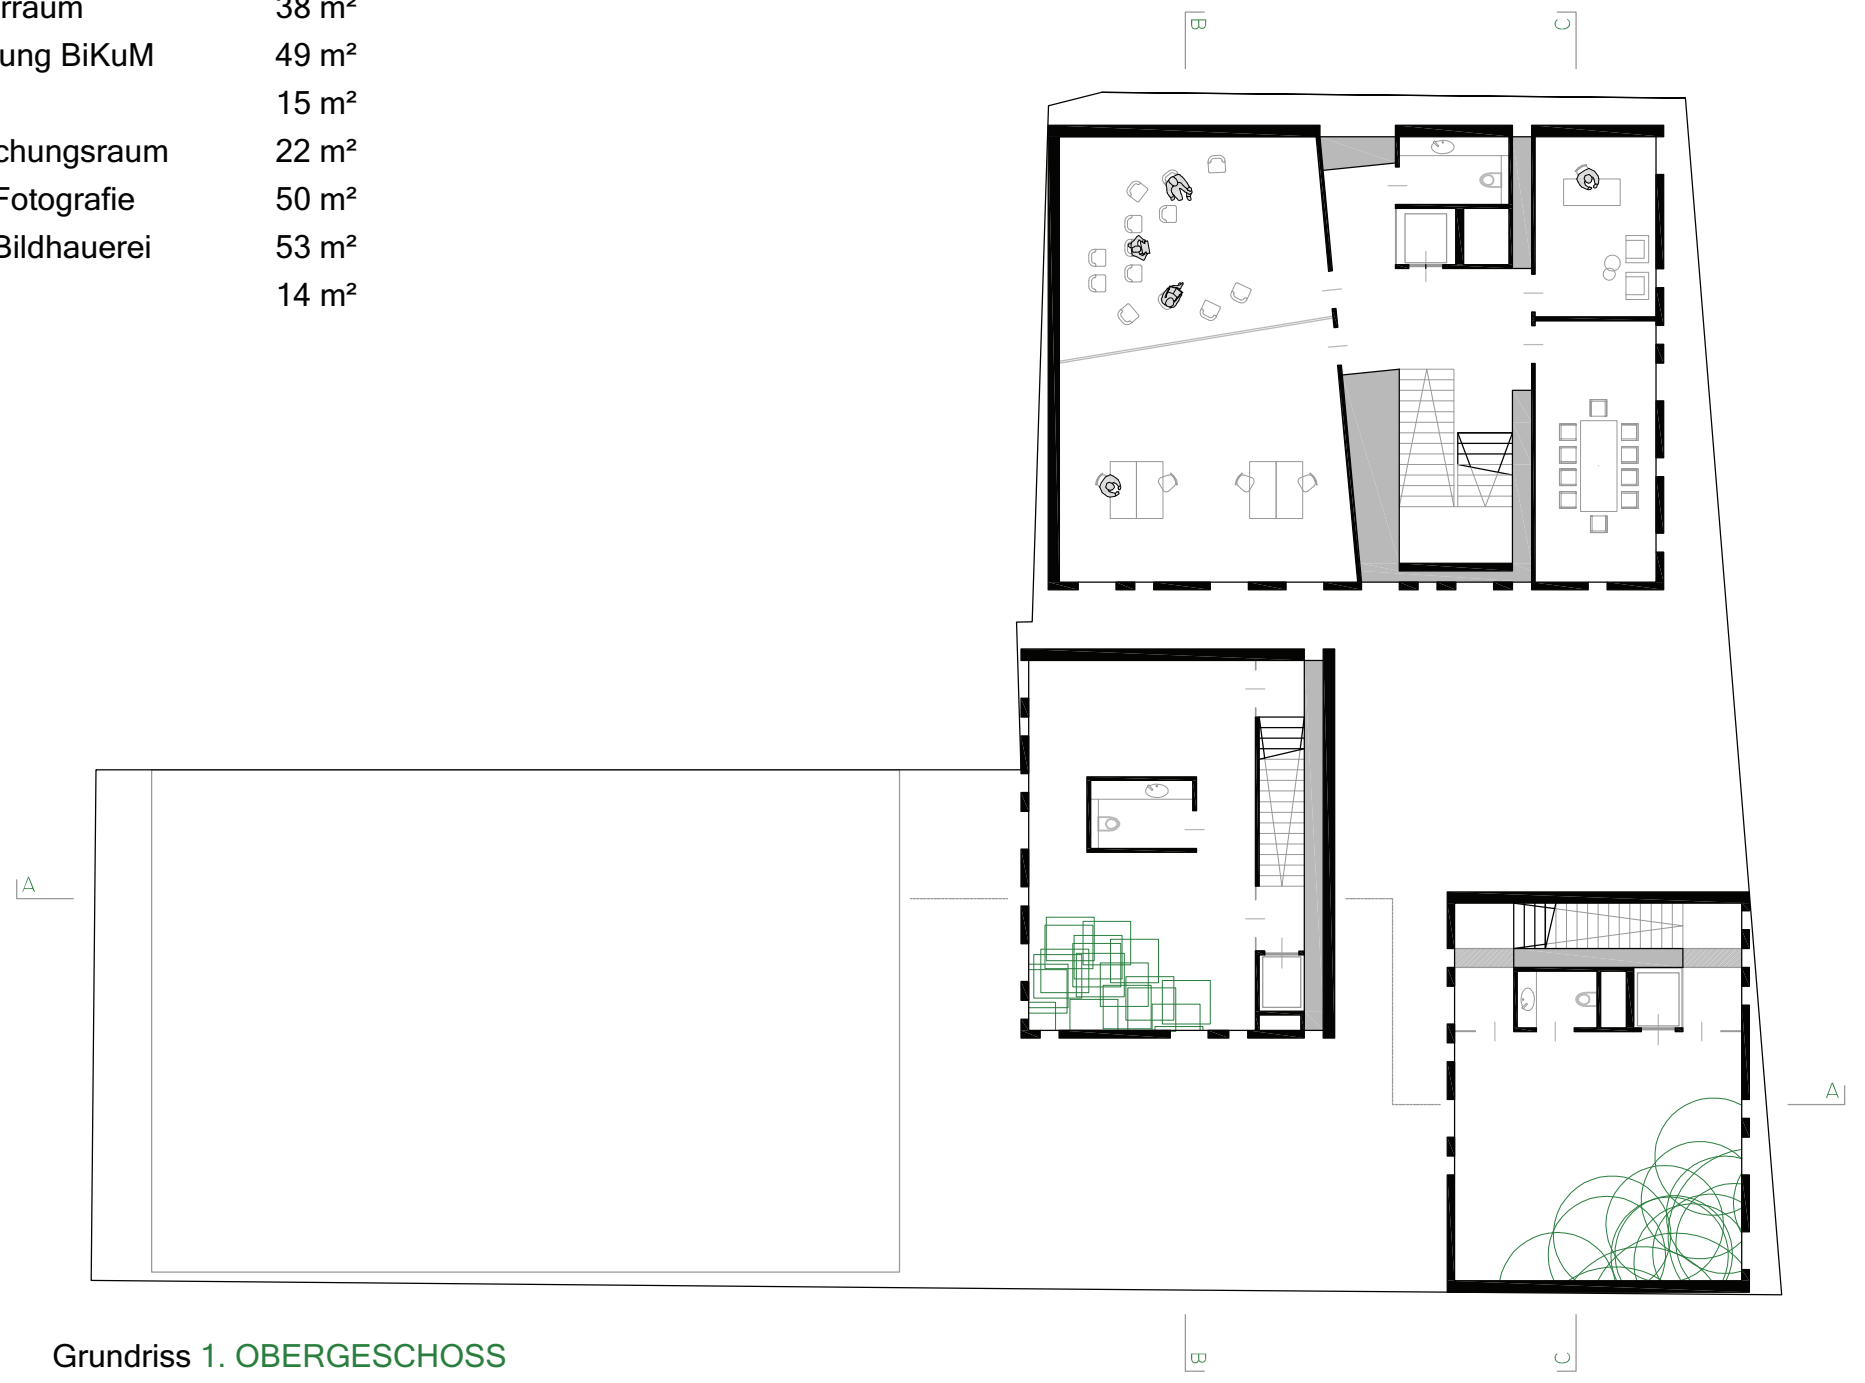 rraum 38 m²
ung BiKuM 49 m²
15 m²
chungsraum 22 m²
Fotografie 50 m²
Bildhauerei 53 m²
14 m²
B
C
A
A
B
C
Grundriss 1. OBERGESCHOSS